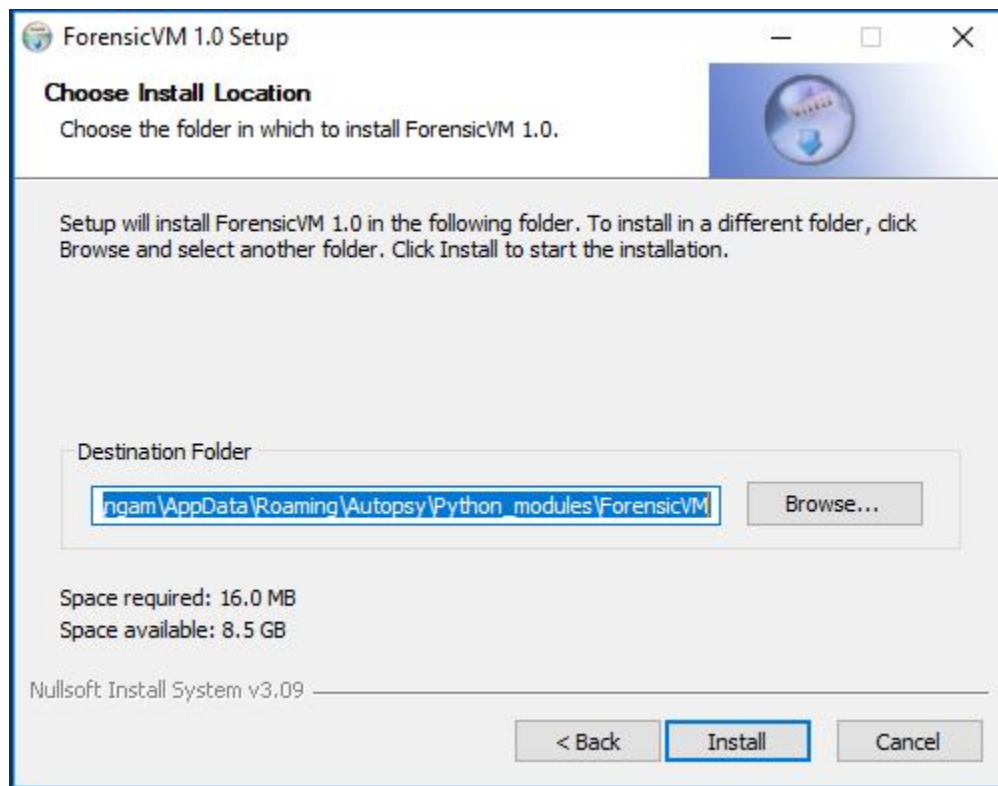 ForensicVM 1.0 Setup
Choose Install Location
Choose the folder in which to install ForensicVM 1.0.
Setup will install ForensicVM 1.0 in the following folder. To install in a different folder, click
Browse and select another folder. Click Install to start the installation.
Destination Folder
ngam\AppData\Roaming\Autopsy\Python_modules\ForensicVM
Browse...
Space required: 16.0 MB
Space available: 8.5 GB
Nullsoft Install System v3.09
< Back
Install
Cancel